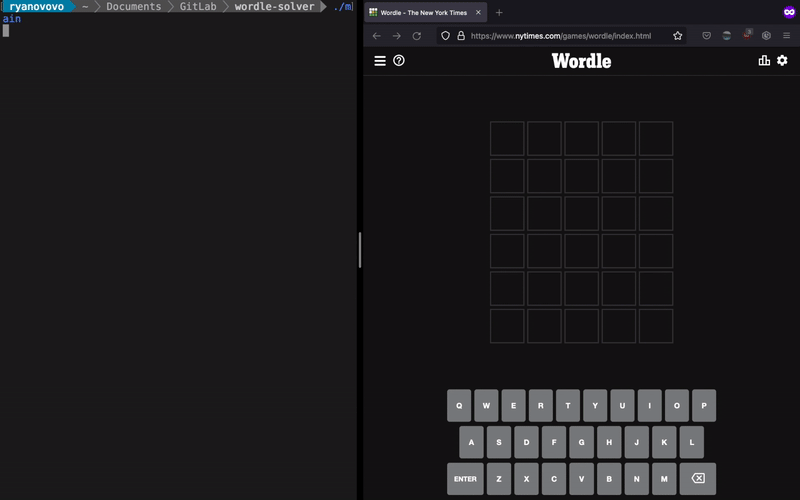 ryanovovo ~ Documents GitLab wordle-solver ./m
ain
Wordle - The New York Times
https://www.nytimes.com/games/wordle/index.html
Wordle
Q W E R T Y U I O P
A S D F G H J K L
ENTER Z X C V B N M